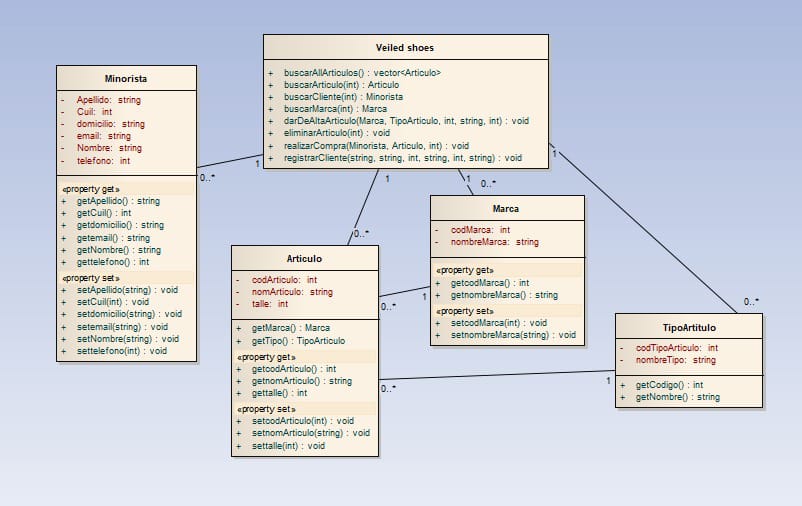 Veiled shoes
+ buscarAllArticulos() : vector<Articulo>
+ buscarArticulo(int) : Articulo
+ buscarCliente(int) : Minorista
+ buscarMarca(int) : Marca
+ darDeAltaArticulo(Marca, TipoArticulo, int, string, int) : void
+ eliminarArticulo(int) : void
+ realizarCompra(Minorista, Articulo, int) : void
+ registrarCliente(string, string, int, string, int, string) : void
Minorista
- Apellido: string
- Cuil: int
- domicilio: string
- email: string
- Nombre: string
- telefono: int
«property get»
+ getApellido() : string
+ getCuil() : int
+ getdomicilio() : string
+ getemail() : string
+ getNombre() : string
+ gettelefono() : int
«property set»
+ setApellido(string) : void
+ setCuil(int) : void
+ setdomicilio(string) : void
+ setemail(string) : void
+ setNombre(string) : void
+ settelefono(int) : void
0..*
1
1
0..*
1
0..*
1
0..*
Marca
- codMarca: int
- nombreMarca: string
«property get»
+ getcodMarca() : int
+ getnombreMarca() : string
«property set»
+ setcodMarca(int) : void
+ setnombreMarca(string) : void
Articulo
- codArticulo: int
- nomArticulo: string
- talle: int
+ getMarca() : Marca
+ getTipo() : TipoArticulo
«property get»
+ getcodArticulo() : int
+ getnomArticulo() : string
+ gettalle() : int
«property set»
+ setcodArticulo(int) : void
+ setnomArticulo(string) : void
+ settalle(int) : void
0..*
1
0..*
1
TipoArtitulo
- codTipoArticulo: int
- nombreTipo: string
+ getCodigo() : int
+ getNombre() : string